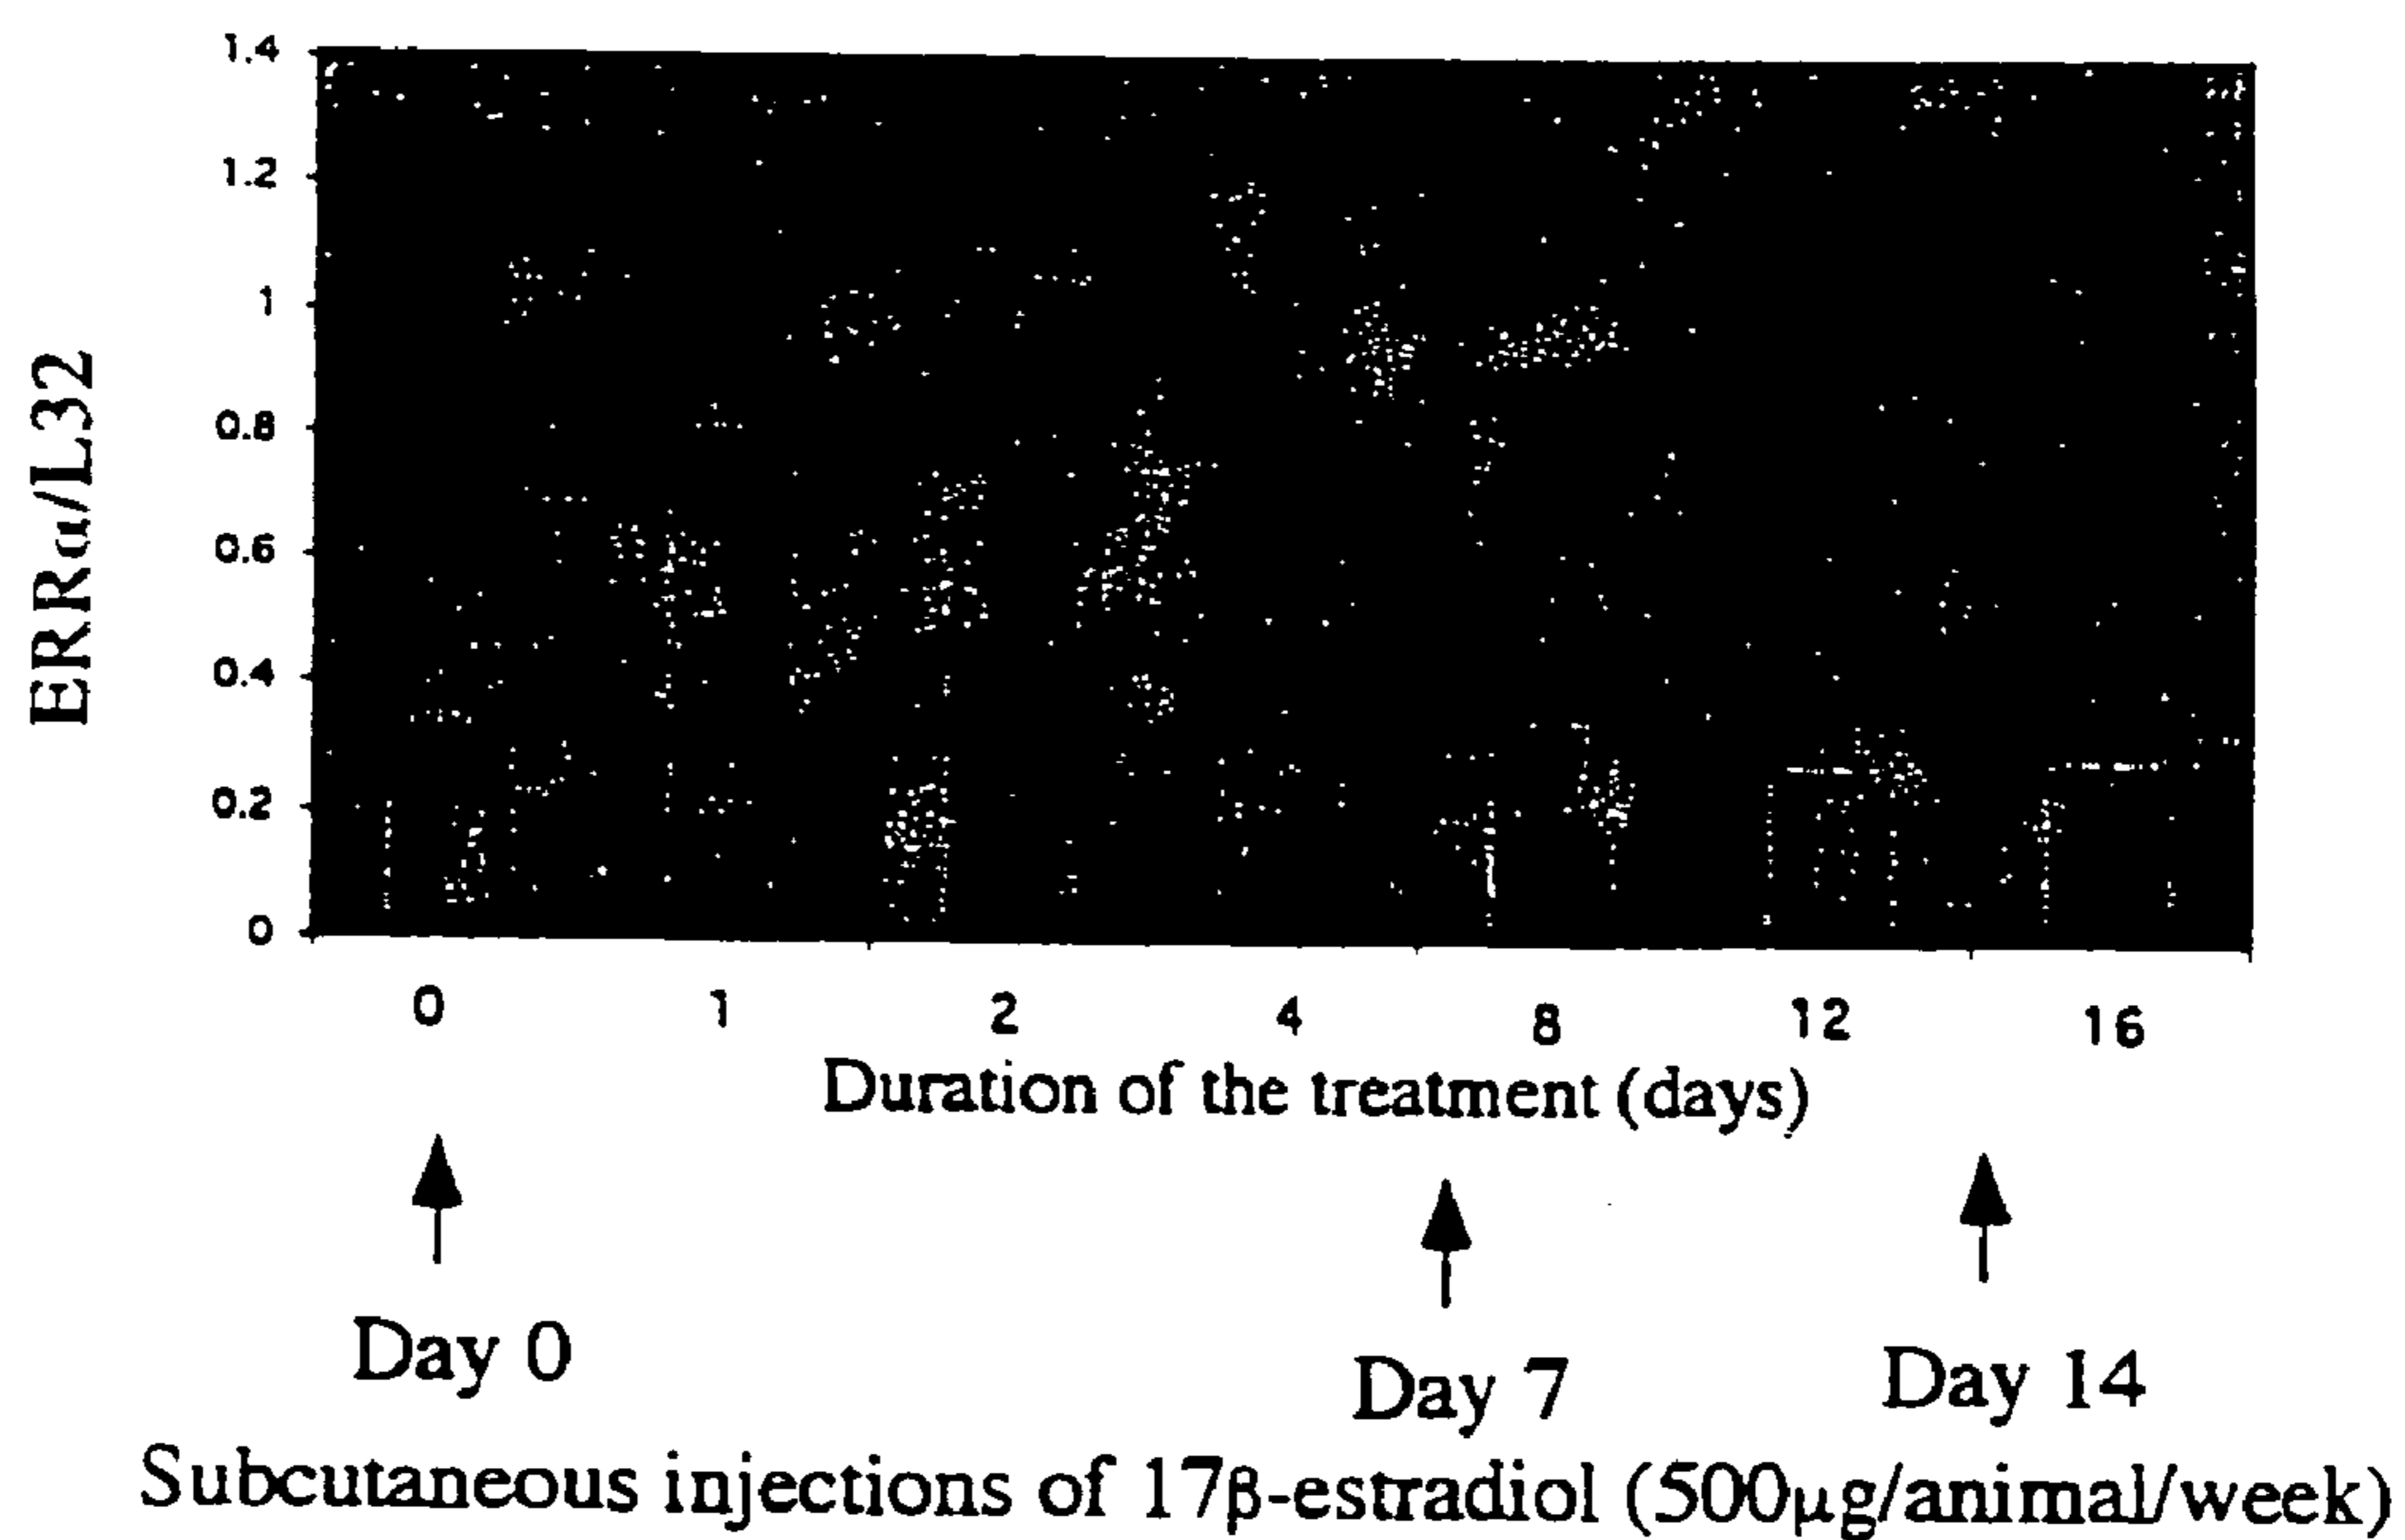 ERRα/L32
1.4
1.2
1
0.8
0.6
0.4
0.2
0
0 1 2 4 8 12 16
Duration of the treatment (days)
Day 0 Day 7 Day 14
Subcutaneous injections of 17β-estradiol (500μg/animal/week)